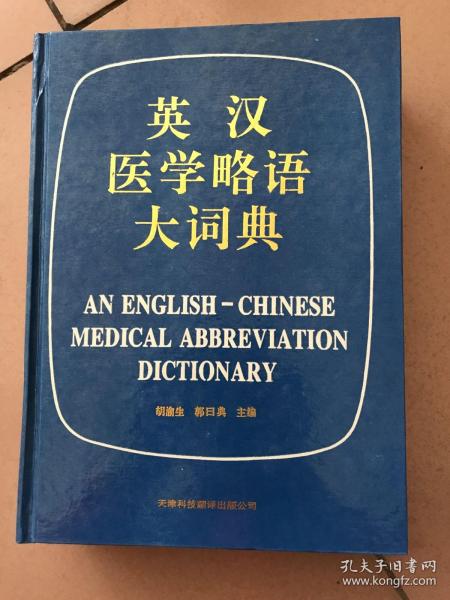 英汉
医学略语
大词典
AN ENGLISH-CHINESE
MEDICAL ABBREVIATION
DICTIONARY
胡渝生 郭日典 主编
天津科技翻译出版公司
孔夫子旧书网
www.kongfz.com